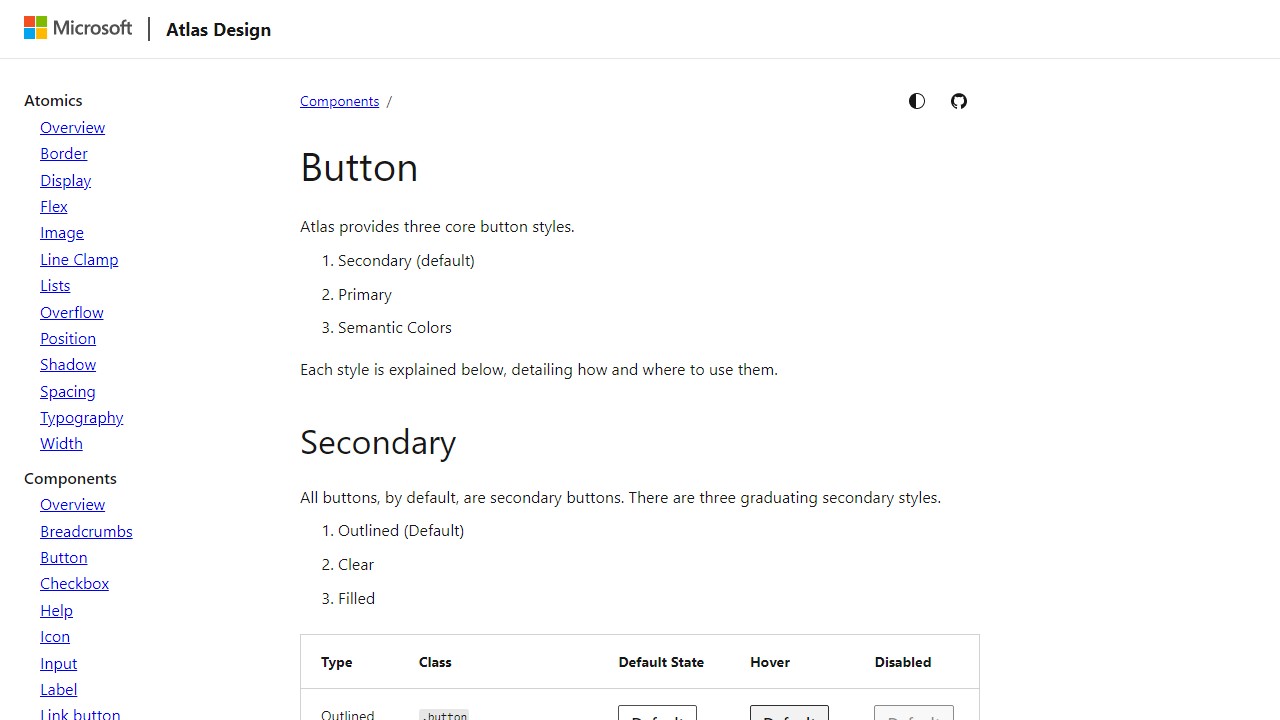 Microsoft
Atlas Design
Atomics
Overview
Border
Display
Flex
Image
Line Clamp
Lists
Overflow
Position
Shadow
Spacing
Typography
Width
Components
Overview
Breadcrumbs
Button
Checkbox
Help
Icon
Input
Label
Link button
Components /
Button
Atlas provides three core button styles.
1. Secondary (default)
2. Primary
3. Semantic Colors
Each style is explained below, detailing how and where to use them.
Secondary
All buttons, by default, are secondary buttons. There are three graduating secondary styles.
1. Outlined (Default)
2. Clear
3. Filled
Type Class Default State Hover Disabled
Outlined .button Default Default Default